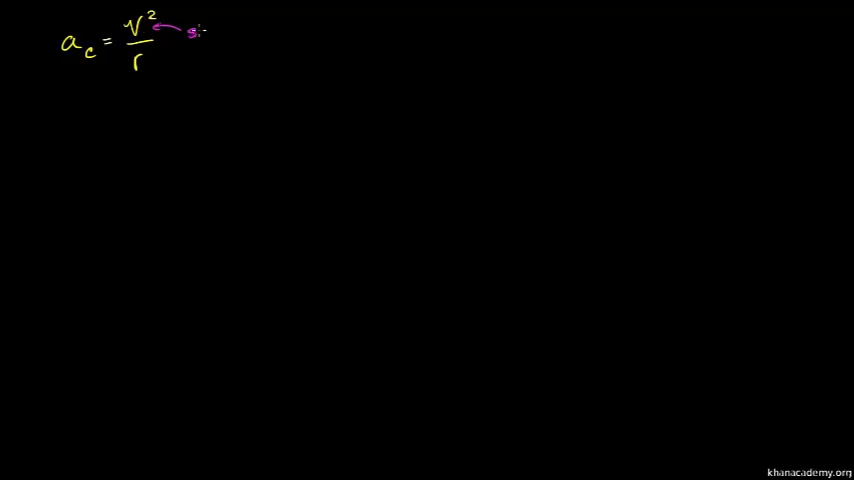 a_c = v²/r ← s
khanacademy.org